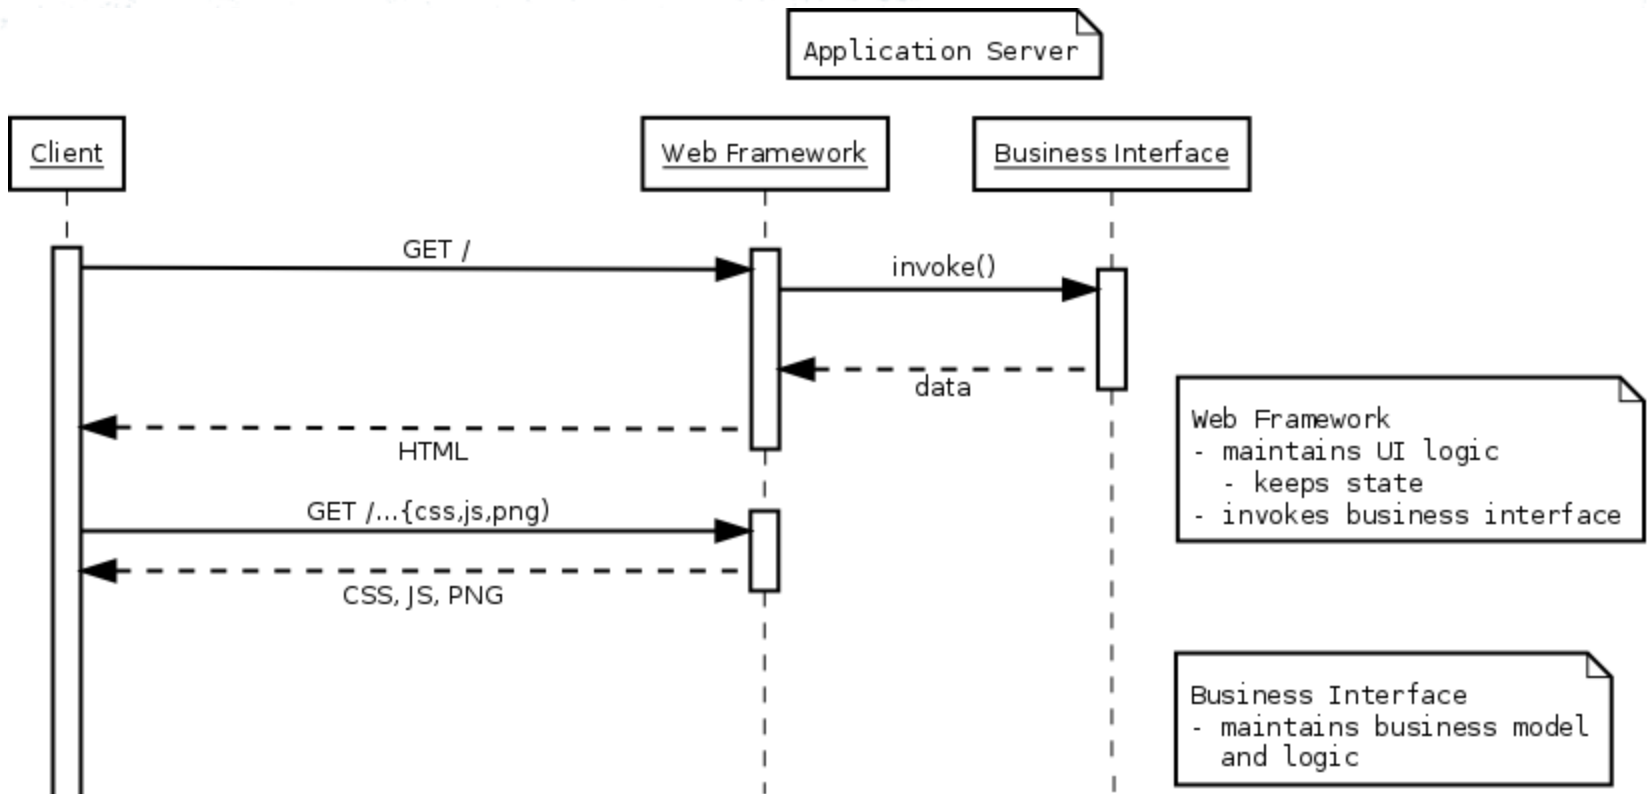 Application Server
Client
Web Framework
Business Interface
GET /
invoke()
data
HTML
GET /...{css,js,png)
CSS, JS, PNG
Web Framework
- maintains UI logic
- keeps state
- invokes business interface
Business Interface
- maintains business model
and logic